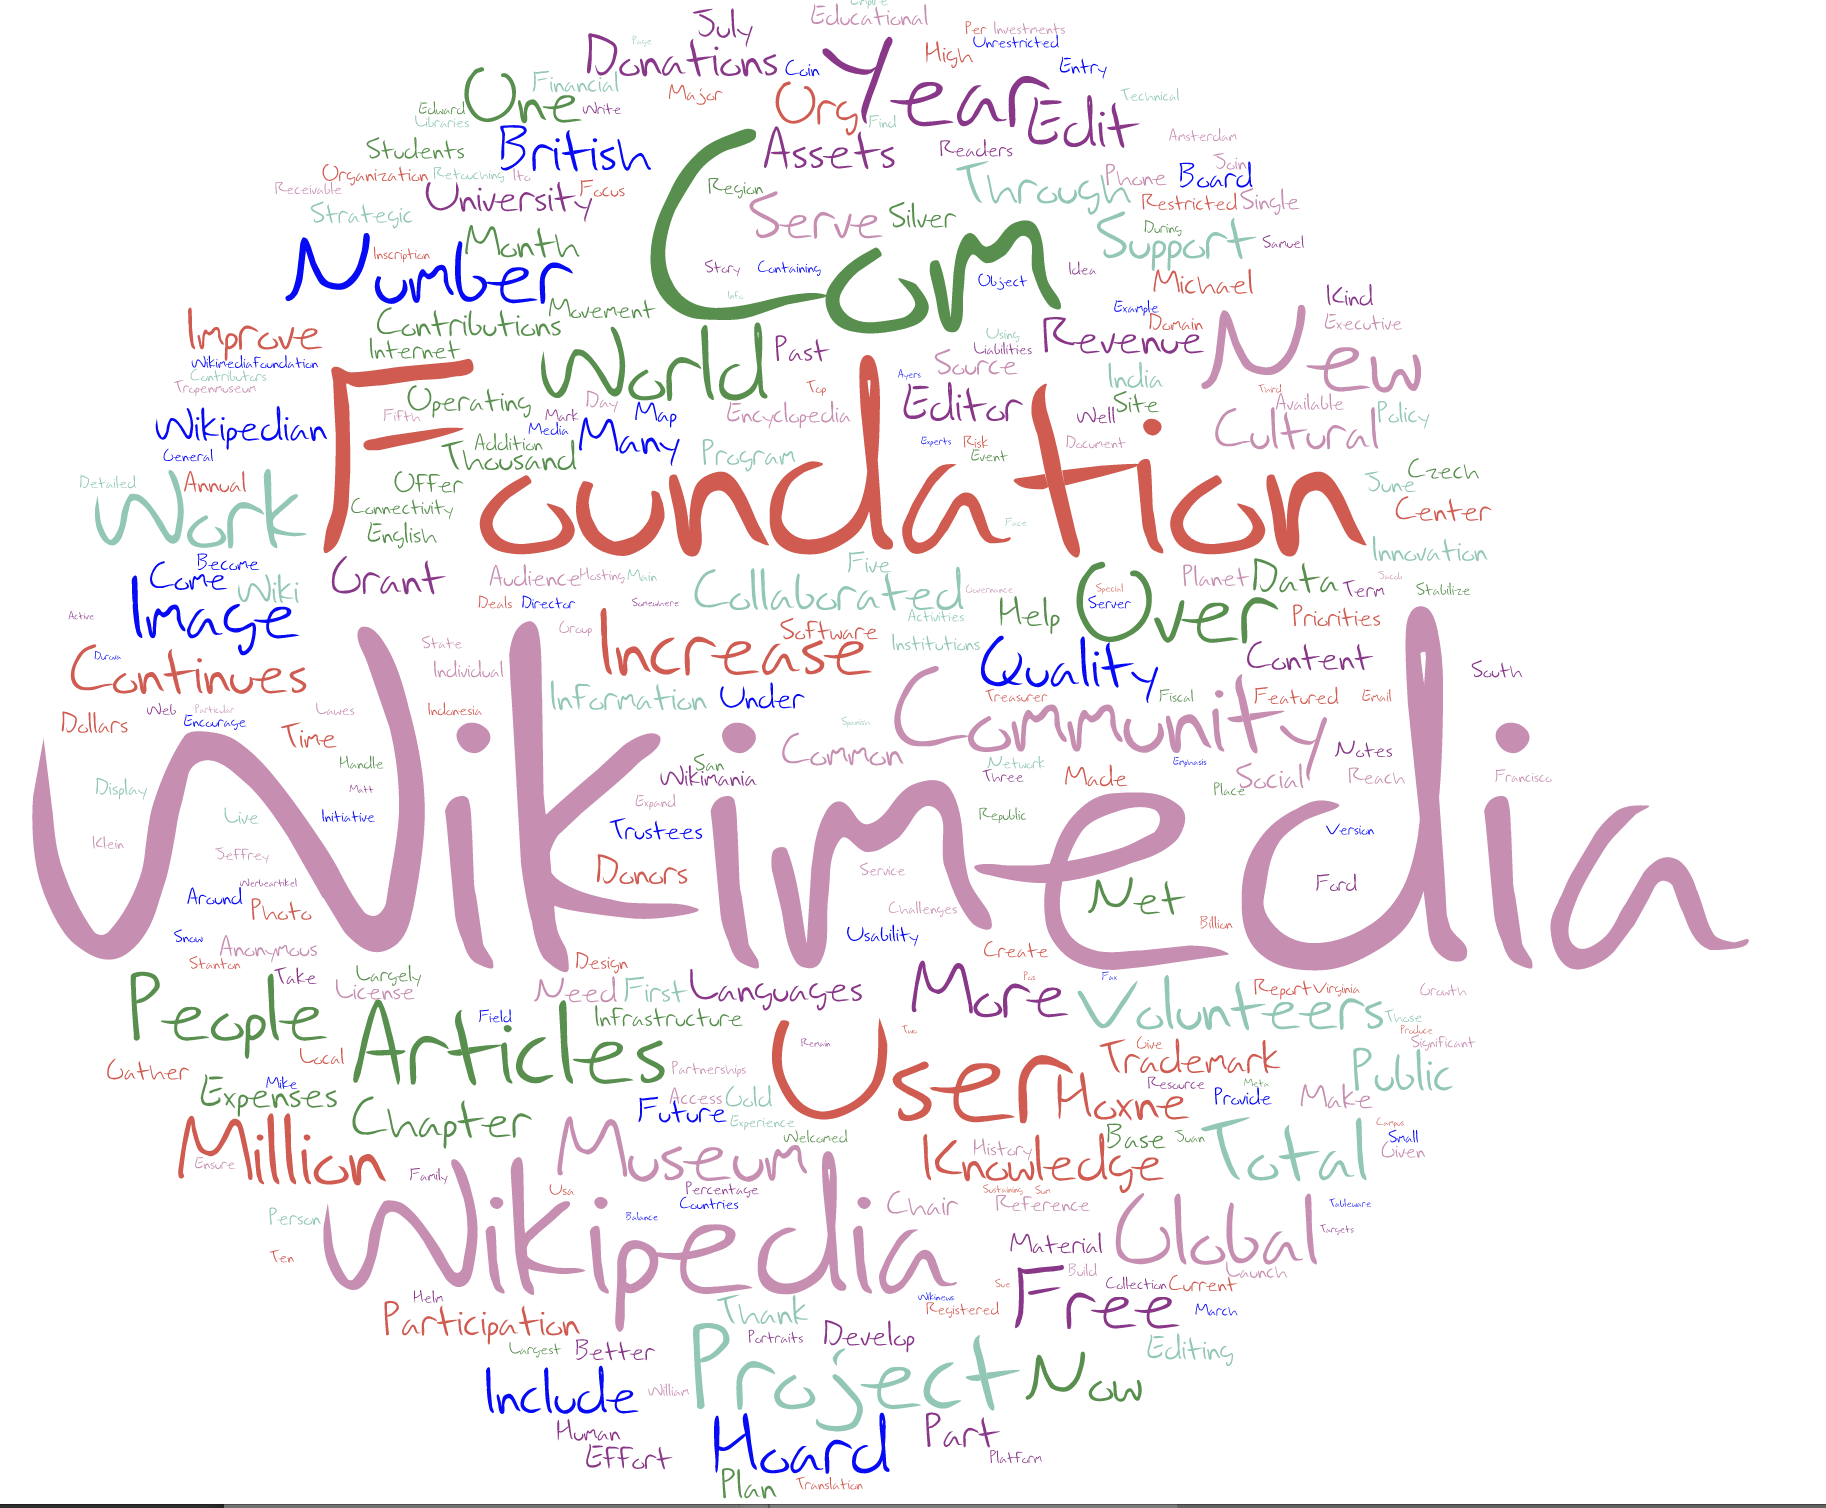 Empire
July Educational
Page Donations Coin Year High Per Investments
Unrestricted
Entry
One Financial Write Major Org Find Edit Technical
Edward
Libraries
Students British Assets Readers Amsterdam
Join
Organization Retouching Ito Focus Region Through Phone Board
Receivable University Com Restricted Single
Strategic Serve Silver During
Month Support Samuel
Number Inscription Story Containing Object Idea Michael
Info
Movement Example Kind
Improve Contributions Using Domain New Executive
Internet World Past Liabilities Revenue
WikimediaFoundation Source
Contributors
Tropenmuseum Top Ayers India Third
Operating Day Site Available
Fifth Mark Map Encyclopedia Editor Well Policy
Wikipedian Media Many Cultural
General Addition Experts Risk Document
Thousand Program Event
Foundation
Detailed Annual Offer June Czech
Work Connectivity Center
English Face
Become Five Innovation
Come Wiki Grant Audience Hosting Main Planet Data Term Jacob
Image Deals Director Somewhere Collaborated Governance Special Stabilize
Server
Active Activities Help Over Priorities
Group Software
State Increase Institutions
Durova Individual Quality Content South
Continues
Information Under Treasurer Fiscal Featured Email
Web Particular Lawes Indonesia
Dollars Encourage Spanish Community
Time Common Notes
Handle San Network Emphasis
Wikimania Three Made Social Reach Francisco
Display Matt Place
Wikimedia
Live Initiative Expand Republic
Trustees Version
Klein Jeffrey
Donors Service
Werbeartikel Ford
Around Net
Photo Challenges
Billion
Snow Usability
Anonymous Create
Stanton Design
Take Largely Pas Fax
License Need First Languages More Report Virginia Growth
People Volunteers Those
Articles Field Infrastructure Two Produce
Remain Give Significant
Local User Trademark
Gather Partnerships Public
Mike Resource Meta
Expenses Access Gold Hoxne Provide Make
Future
Chapter Experience Campus
Welcomed Base Juan Small
Million Museum History Total Given
Ensure Knowledge
Family
Usa Percentage Sustaining Sun
Countries Chair Reference Tableware
Person Wikipedia Balance Global Targets
Ten Material
Build Launch
Sue Collection Current
Helm Wikinews Free
Participation Thank Registered March
Portraits Develop
Largest Better Editing
Project
Include William Now
Human Hoard Part
Effort Platform
Plan Translation